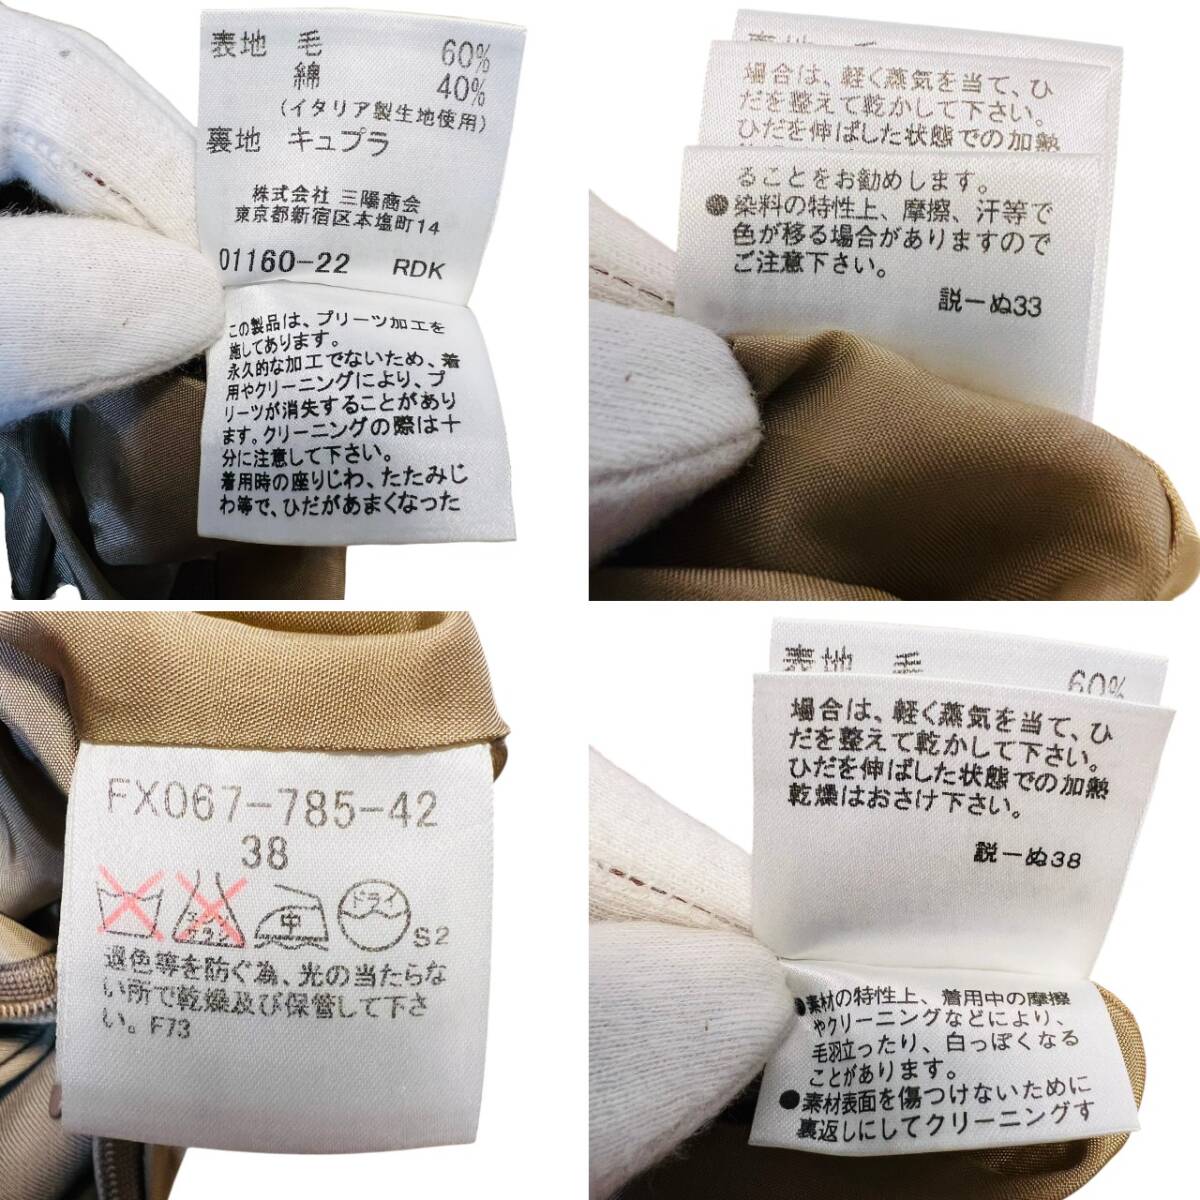 表地 毛 60%
綿 40%
(イタリア製生地使用)
裏地 キュプラ
株式会社 三陽商会
東京都新宿区本塩町14
01160-22 RDK
この製品は、プリーツ加工を
施してあります。
永久的な加工でないため、着
用やクリーニングにより、プ
リーツが消失することがあり
ます。クリーニングの際は十
分に注意して下さい。
着用時の座りじわ、たたみじ
わ等で、ひだがあまくなった
場合は、軽く蒸気を当て、ひ
だを整えて乾かして下さい。
ひだを伸ばした状態での加熱
ることをお勧めします。
●染料の特性上、摩擦、汗等で
色が移る場合がありますので
ご注意下さい。
説ーぬ33
FX067-785-42
38
エンソ
サラシ
中
ドライ
S2
退色等を防ぐ為、光の当たらな
い所で乾燥及び保管して下さ
い。F73
毛
60%
場合は、軽く蒸気を当て、ひ
だを整えて乾かして下さい。
ひだを伸ばした状態での加熱
乾燥はおさけ下さい。
説ーぬ38
●素材の特性上、着用中の摩擦
やクリーニングなどにより、
毛羽立ったり、白っぽくなる
ことがあります。
●素材表面を傷つけないために
裏返しにしてクリーニングす